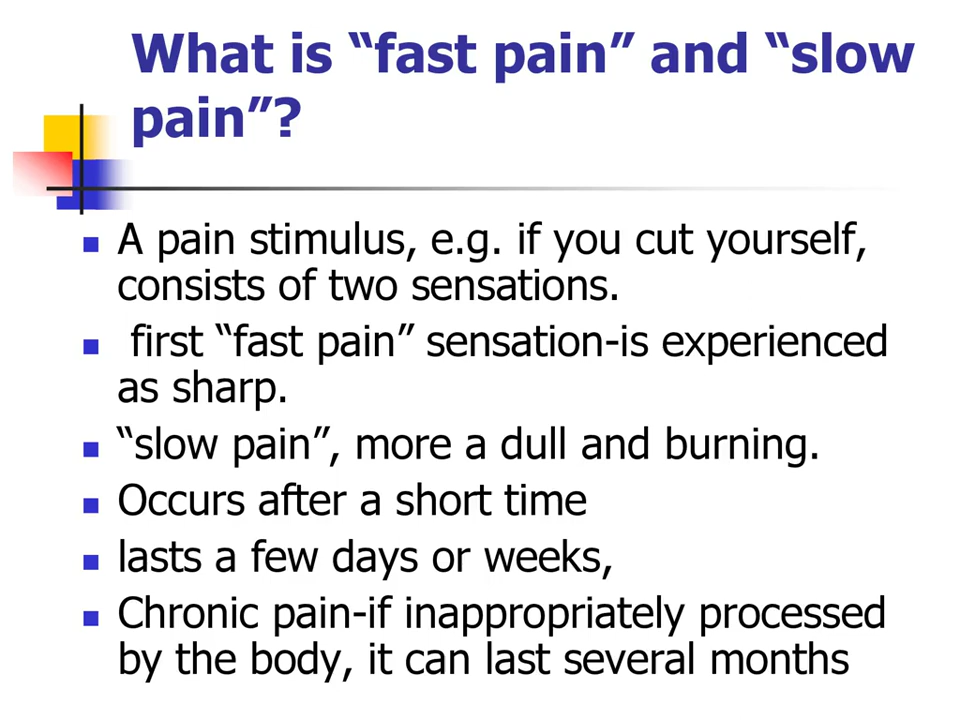 What is “fast pain” and “slow
pain”?
A pain stimulus, e.g. if you cut yourself,
consists of two sensations.
first “fast pain” sensation-is experienced
as sharp.
“slow pain”, more a dull and burning.
Occurs after a short time
lasts a few days or weeks,
Chronic pain-if inappropriately processed
by the body, it can last several months